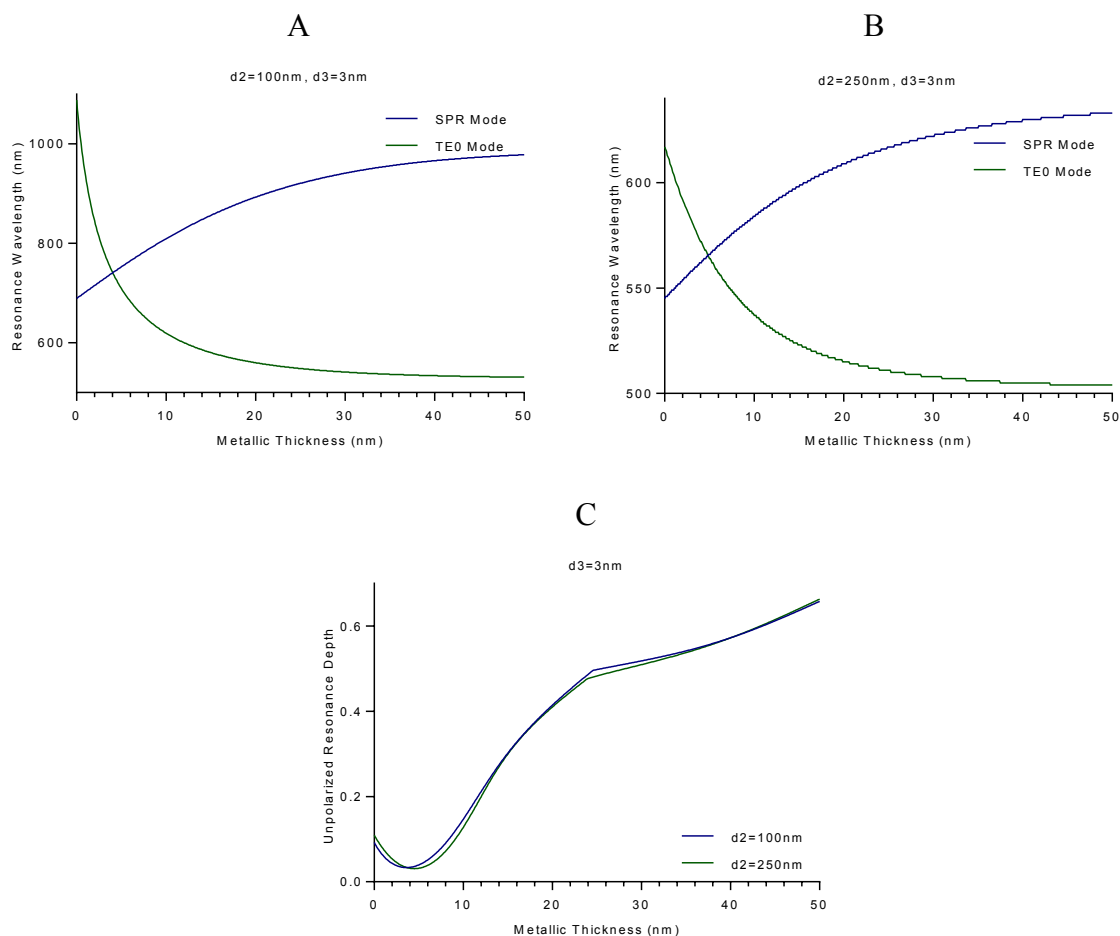 A
d2=100nm, d3=3nm
SPR Mode
TE0 Mode
1000
800
600
Resonance Wavelength (nm)
0 10 20 30 40 50
Metallic Thickness (nm)
B
d2=250nm, d3=3nm
SPR Mode
TE0 Mode
600
550
500
Resonance Wavelength (nm)
0 10 20 30 40 50
Metallic Thickness (nm)
C
d3=3nm
0.6
0.4
0.2
0.0
Unpolarized Resonance Depth
d2=100nm
d2=250nm
0 10 20 30 40 50
Metallic Thickness (nm)